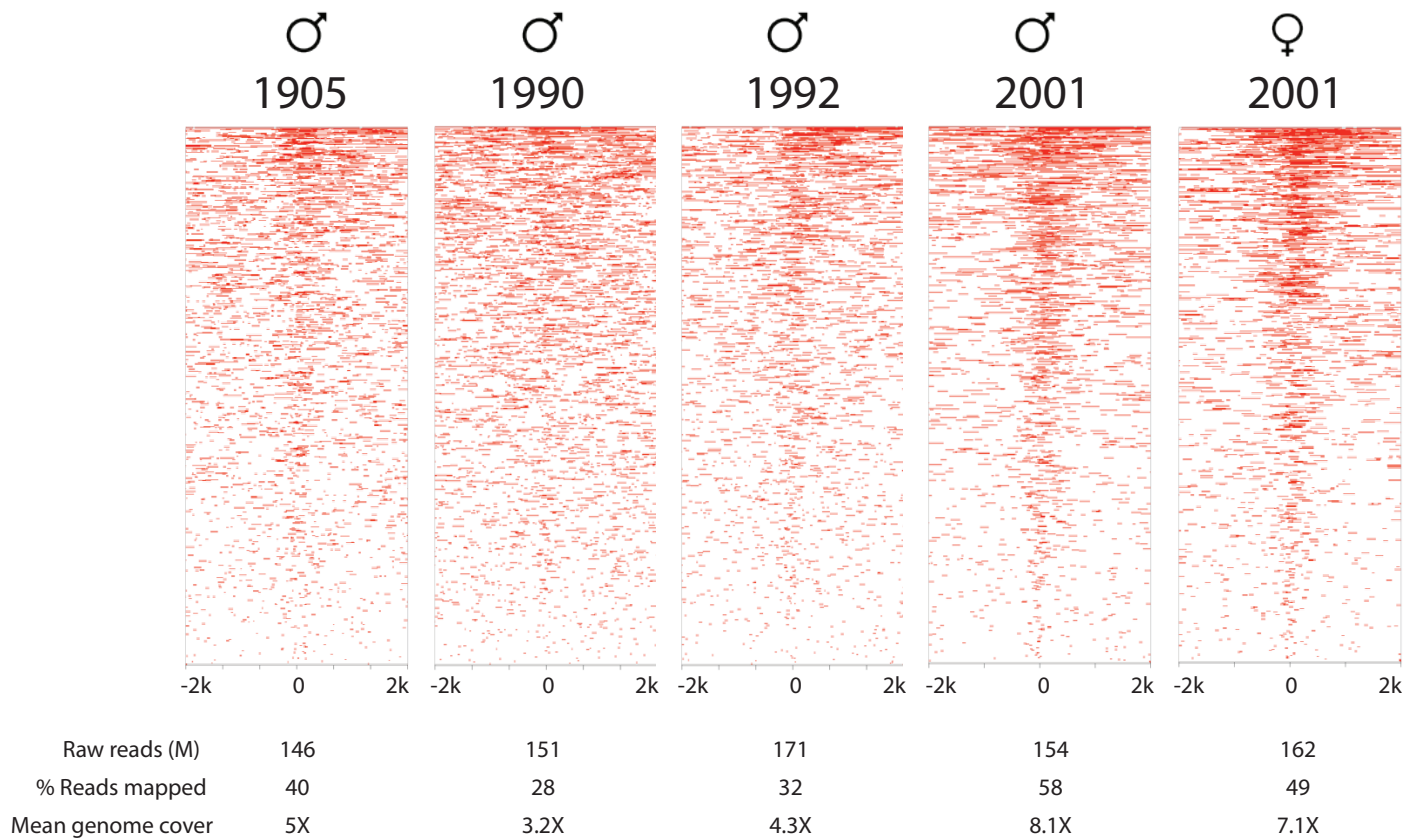 ♂ ♂ ♂ ♂ ♀
1905 1990 1992 2001 2001
-2k 0 2k -2k 0 2k -2k 0 2k -2k 0 2k -2k 0 2k
Raw reads (M) 146 151 171 154 162
% Reads mapped 40 28 32 58 49
Mean genome cover 5X 3.2X 4.3X 8.1X 7.1X